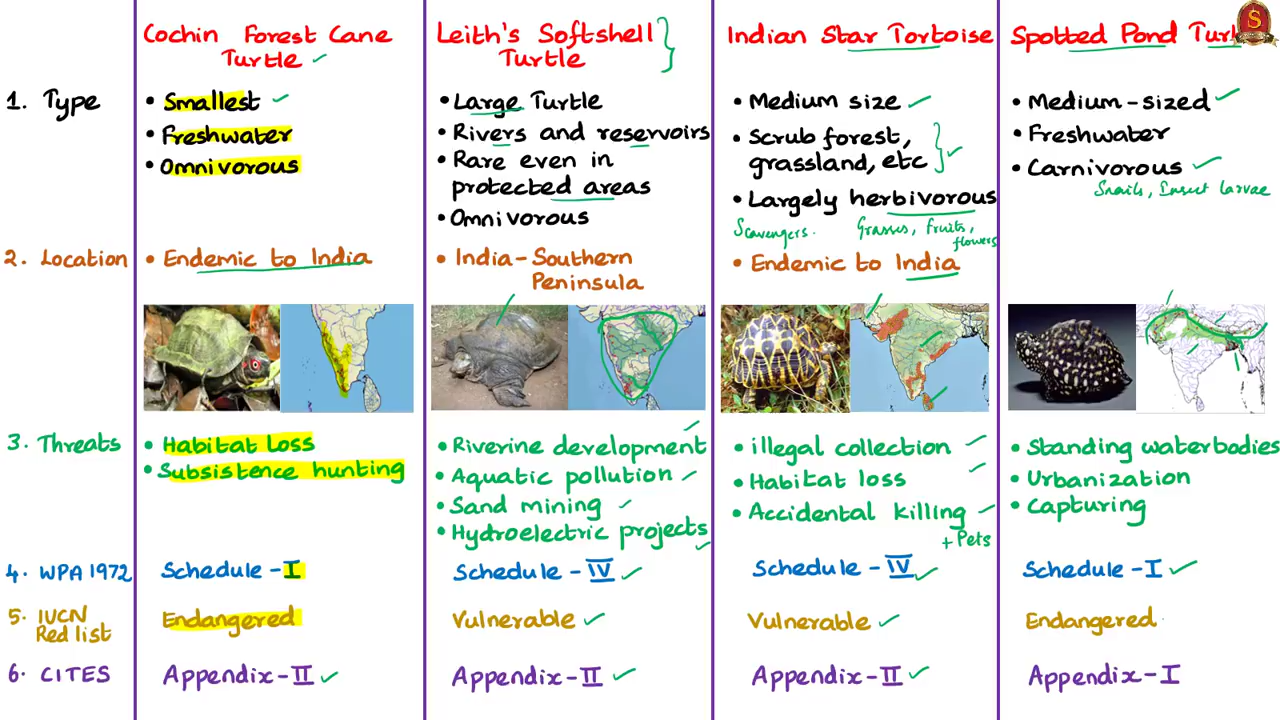 Cochin Forest Cane
Turtle
Leith's Softshell
Turtle
Indian Star Tortoise
Spotted Pond Turtle
S
1. Type
• Smallest
• Freshwater
• Omnivorous
• Large Turtle
• Rivers and reservoirs
• Rare even in
protected areas
• Omnivorous
• Medium size
• Scrub forest,
grassland, etc
• Largely herbivorous
Scavengers.
Grasses, fruits,
flowers
• Medium-sized
• Freshwater
• Carnivorous
Snails, Insect larvae
2. Location
• Endemic to India
• India-Southern
Peninsula
• Endemic to India
3. Threats
• Habitat loss
• Subsistence hunting
• Riverine development
• Aquatic pollution
• Sand mining
• Hydroelectric projects
• illegal collection
• Habitat loss
• Accidental killing
+ Pets
• Standing waterbodies
• Urbanization
• Capturing
4. WPA 1972
Schedule-I
Schedule-IV
Schedule-IV
Schedule-I
5. IUCN
Red list
Endangered
Vulnerable
Vulnerable
Endangered
6. CITES
Appendix-II
Appendix-II
Appendix-II
Appendix-I